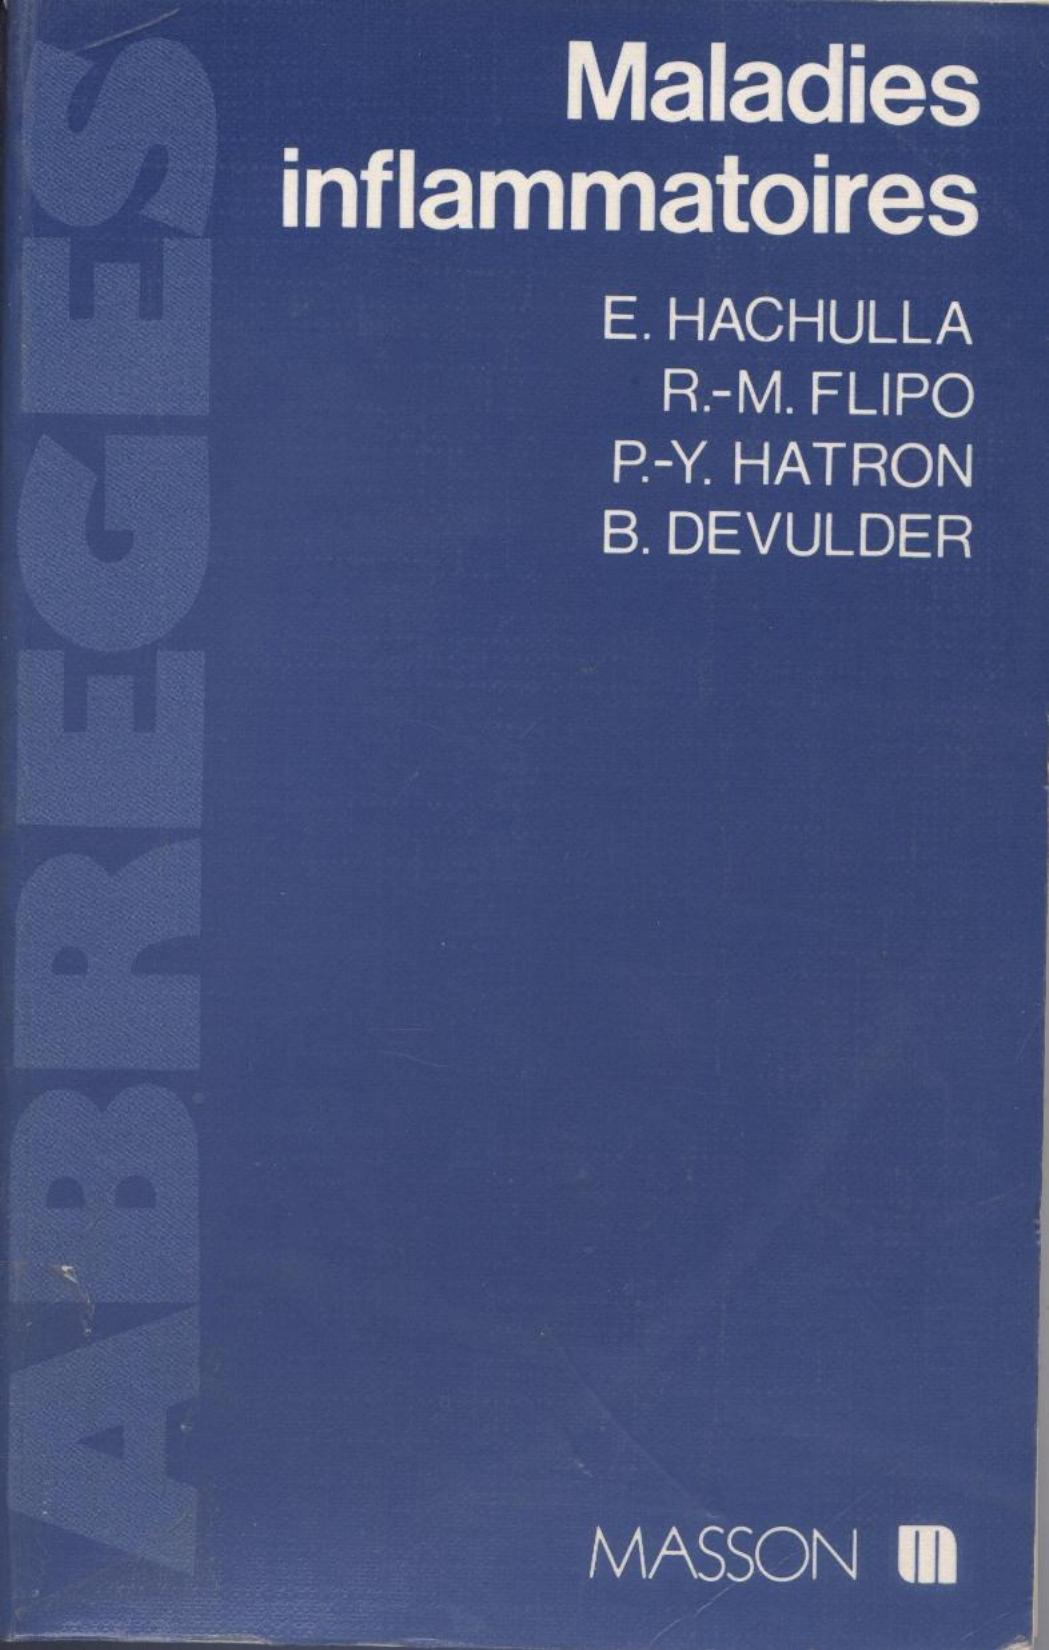 Maladies
inflammatoires
E. HACHULLA
R.-M. FLIPO
P.-Y. HATRON
B. DEVULDER
ABREGES
MASSON m